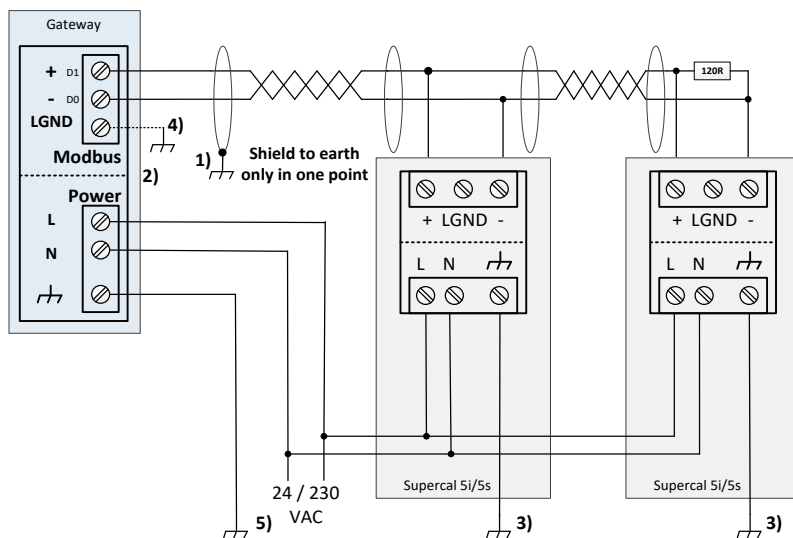 Gateway
+ D1
- D0
LGND
4)
Modbus
1)
Shield to earth
only in one point
2)
Power
L
N
120R
+ LGND -
L N
Supercal 5i/5s
+ LGND -
L N
Supercal 5i/5s
24 / 230
VAC
5)
3)
3)